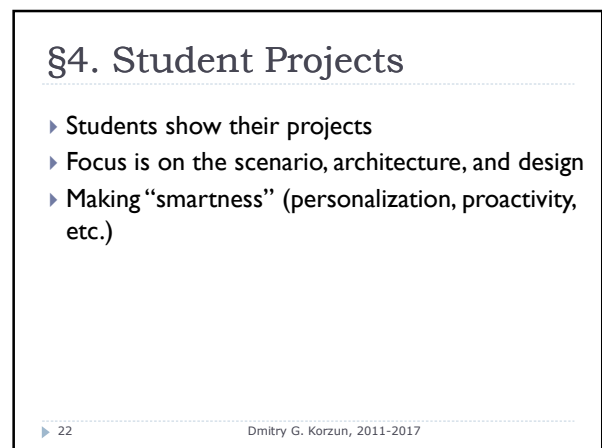 §4. Student Projects
Students show their projects
Focus is on the scenario, architecture, and design
Making “smartness” (personalization, proactivity,
etc.)
22 Dmitry G. Korzun, 2011-2017